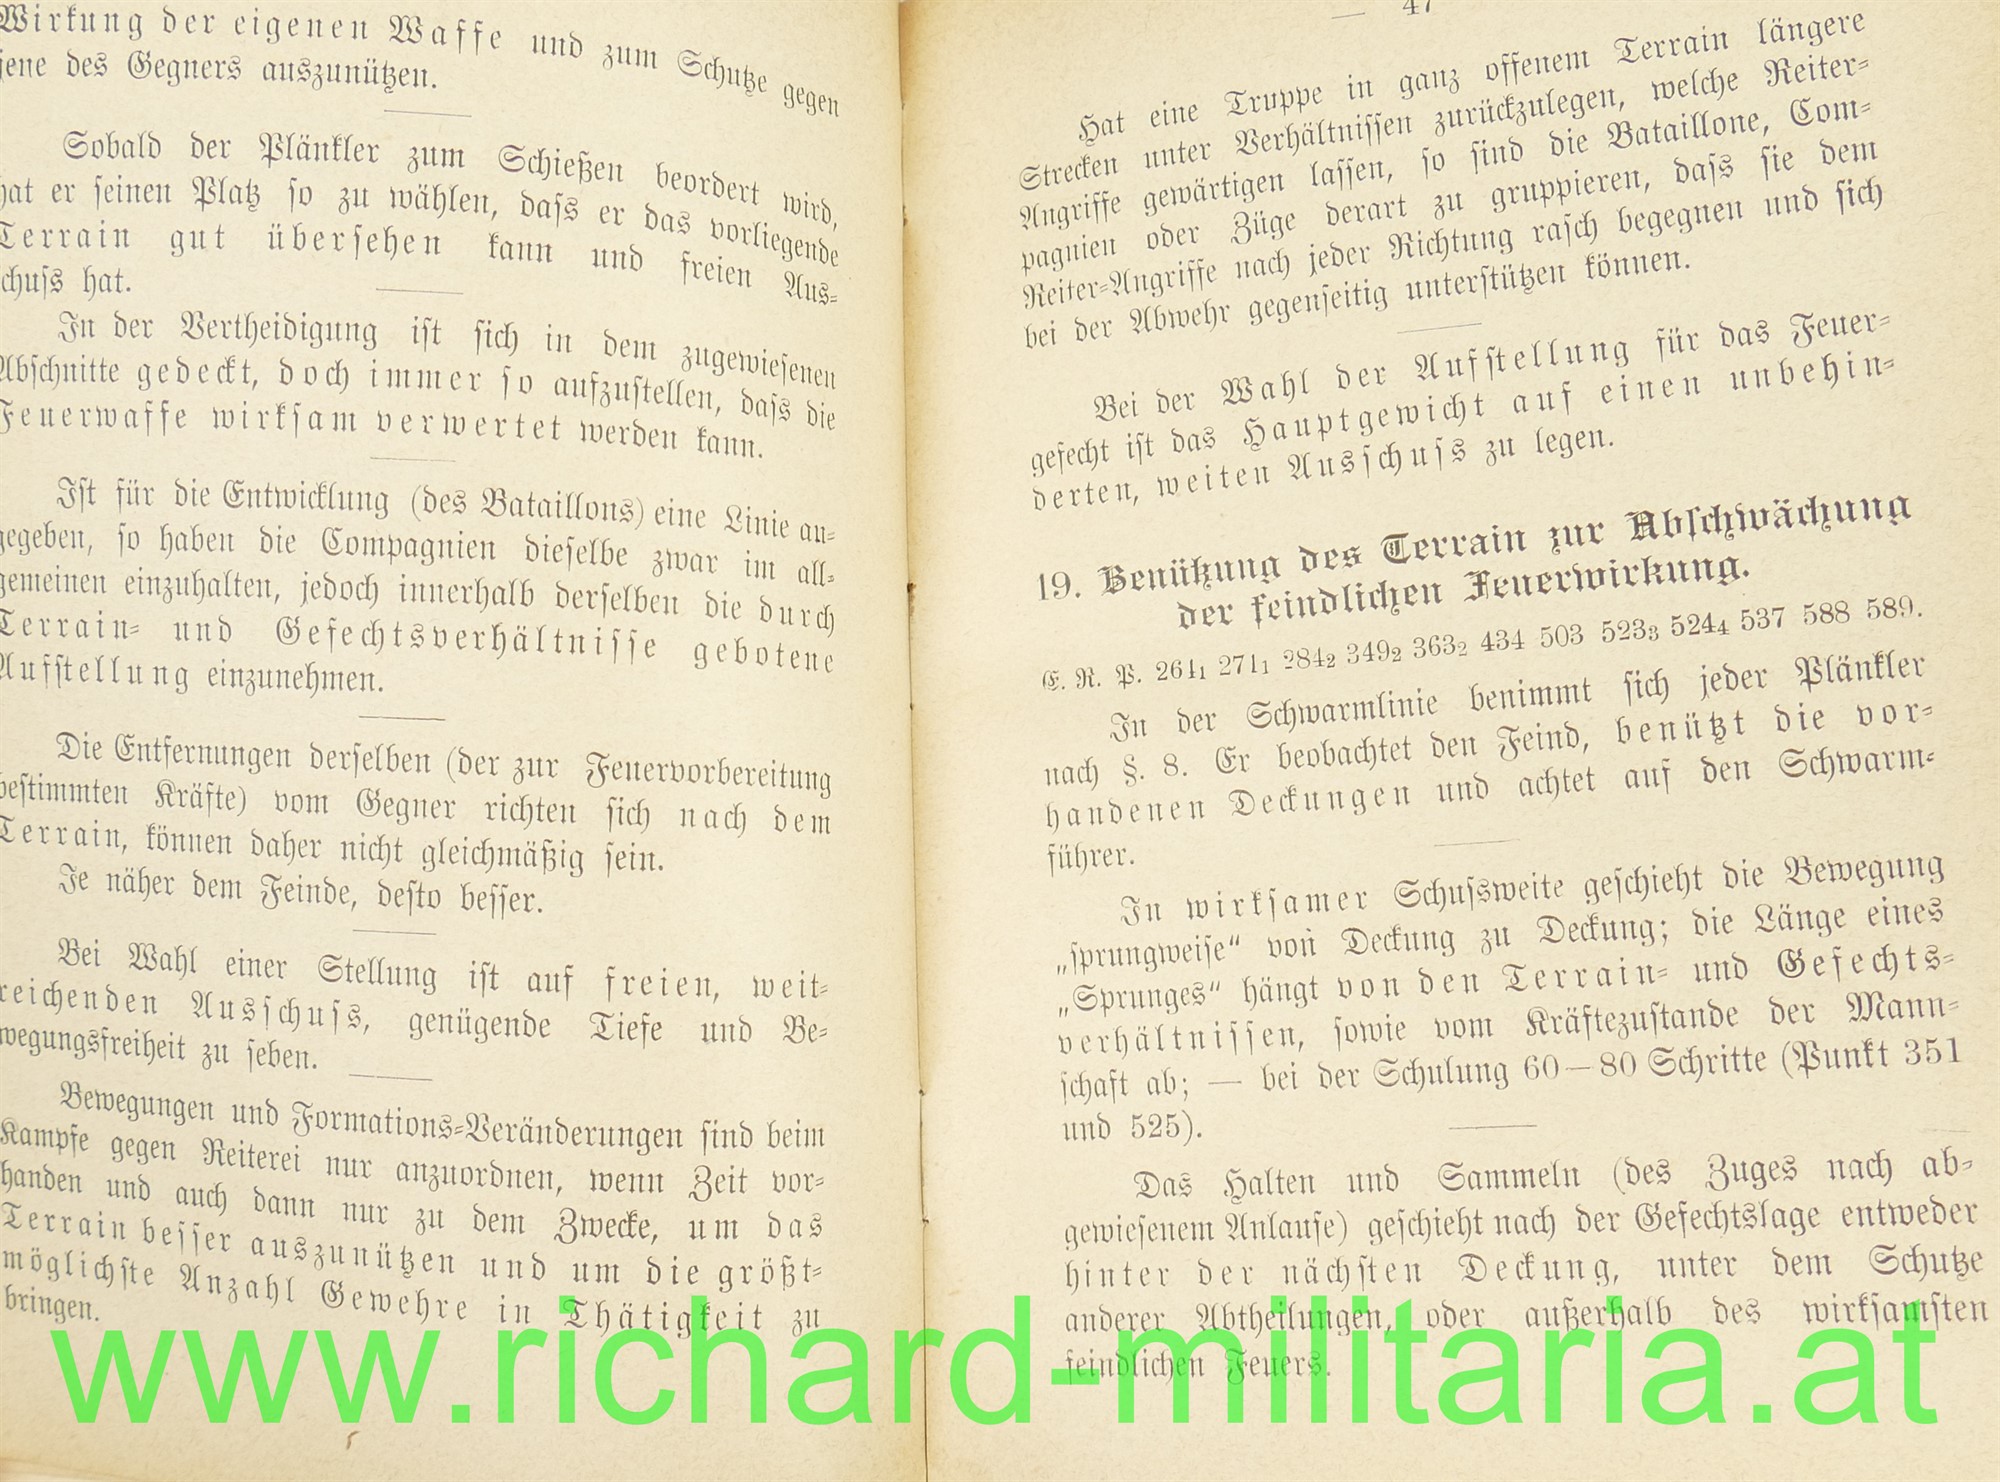 Wirkung der eigenen Waffe und zum Schutze gegen
jene des Gegners auszunützen.
Sobald der Plänkler zum Schießen beordert wird,
hat er seinen Platz so zu wählen, dass er das vorliegende
Terrain gut übersehen kann und freien Aus-
schuss hat.
In der Vertheidigung ist sich in dem zugewiesenen
Abschnitte gedeckt, doch immer so aufzustellen, dass die
Feuerwaffe wirksam verwertet werden kann.
Ist für die Entwicklung (des Bataillons) eine Linie an-
gegeben, so haben die Compagnien dieselbe zwar im all-
gemeinen einzuhalten, jedoch innerhalb derselben die durch
Terrain- und Gefechtsverhältnisse gebotene
Aufstellung einzunehmen.
Die Entfernungen derselben (der zur Feuervorbereitung
bestimmten Kräfte) vom Gegner richten sich nach dem
Terrain, können daher nicht gleichmäßig sein.
Je näher dem Feinde, desto besser.
Bei Wahl einer Stellung ist auf freien, weit-
reichenden Ausschuss, genügende Tiefe und Be-
wegungsfreiheit zu seben.
Bewegungen und Formations-Veränderungen sind beim
Kampfe gegen Reiterei nur anzuordnen, wenn Zeit vor-
handen und auch dann nur zu dem Zwecke, um das
Terrain besser auszunützen und um die größt-
möglichste Anzahl Gewehre in Thätigkeit zu
bringen.
— 47
Hat eine Truppe in ganz offenem Terrain längere
Strecken unter Verhältnissen zurückzulegen, welche Reiter-
Angriffe gewärtigen lassen, so sind die Bataillone, Com-
pagnien oder Züge derart zu gruppieren, dass sie dem
Reiter-Angriffe nach jeder Richtung rasch begegnen und sich
bei der Abwehr gegenseitig unterstützen können.
Bei der Wahl der Aufstellung für das Feuer-
gefecht ist das Hauptgewicht auf einen unbehin-
derten, weiten Ausschuss zu legen.
19. Benützung des Terrain zur Abschwächung
der feindlichen Feuerwirkung.
E. R. P. 261₁ 271₁ 284₂ 349₂ 363₂ 434 503 523₃ 524₄ 537 588 589.
In der Schwarmlinie benimmt sich jeder Plänkler
nach §. 8. Er beobachtet den Feind, benützt die vor-
handenen Deckungen und achtet auf den Schwarm-
führer.
In wirksamer Schussweite geschieht die Bewegung
„sprungweise“ von Deckung zu Deckung; die Länge eines
„Sprunges“ hängt von den Terrain- und Gefechts-
verhältnissen, sowie vom Kräftezustande der Mann-
schaft ab; — bei der Schulung 60—80 Schritte (Punkt 351
und 525).
Das Halten und Sammeln (des Zuges nach ab-
gewiesenem Anlaufe) geschieht nach der Gefechtslage entweder
hinter der nächsten Deckung, unter dem Schutze
anderer Abtheilungen, oder außerhalb des wirksamsten
feindlichen Feuers.
www.richard-militaria.at